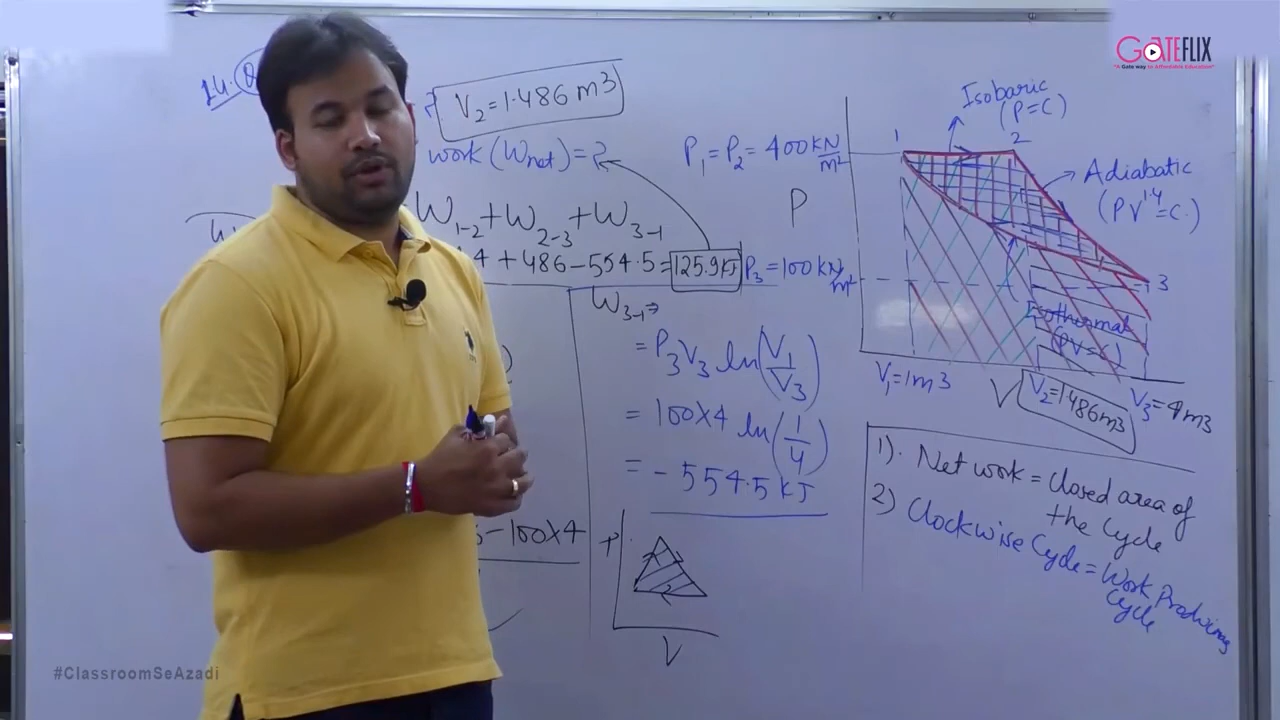 GATEFLIX
"A Gate way to Affordable Education"
14.
V₂ = 1.486 m³
work (Wnet) = ?
W₁₋₂ + W₂₋₃ + W₃₋₁
4 + 486 - 554.5 = 125.9 KJ
W₃₋₁ ⇒
= P₃V₃ ln(V₁/V₃)
= 100×4 ln(1/4)
= - 554.5 KJ
- 100×4
P
V
P₁ = P₂ = 400 KN/m²
P
P₃ = 100 KN/m²
Isobaric
(P=C)
1
2
Adiabatic
(PV^1.4 = C.)
3
Isothermal
(PV=C)
V₁ = 1 m3
V
V₂ = 1.486 m3
V₃ = 4 m3
1). Net work = Closed area of
the Cycle
2) Clockwise Cycle = Work Producing
Cycle
#ClassroomSeAzadi